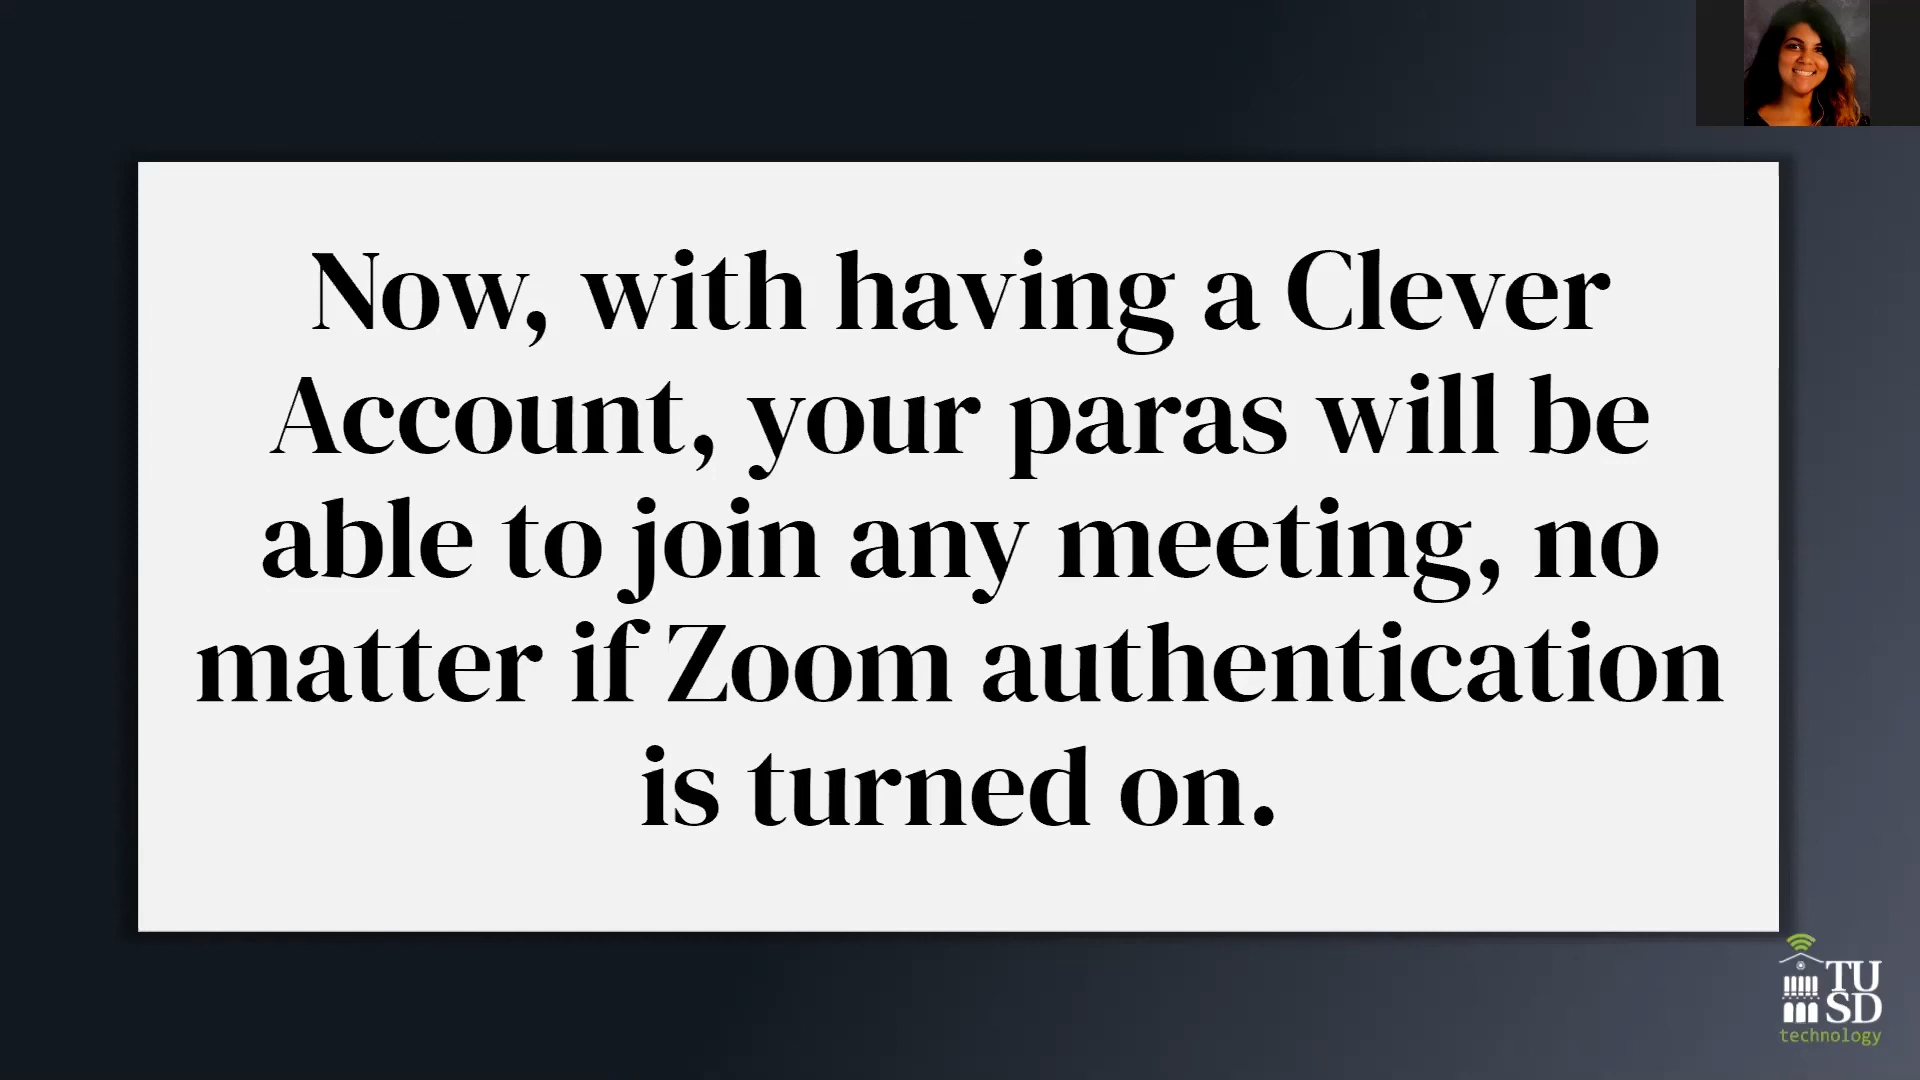 Now, with having a Clever
Account, your paras will be
able to join any meeting, no
matter if Zoom authentication
is turned on.
TU
SD
technology